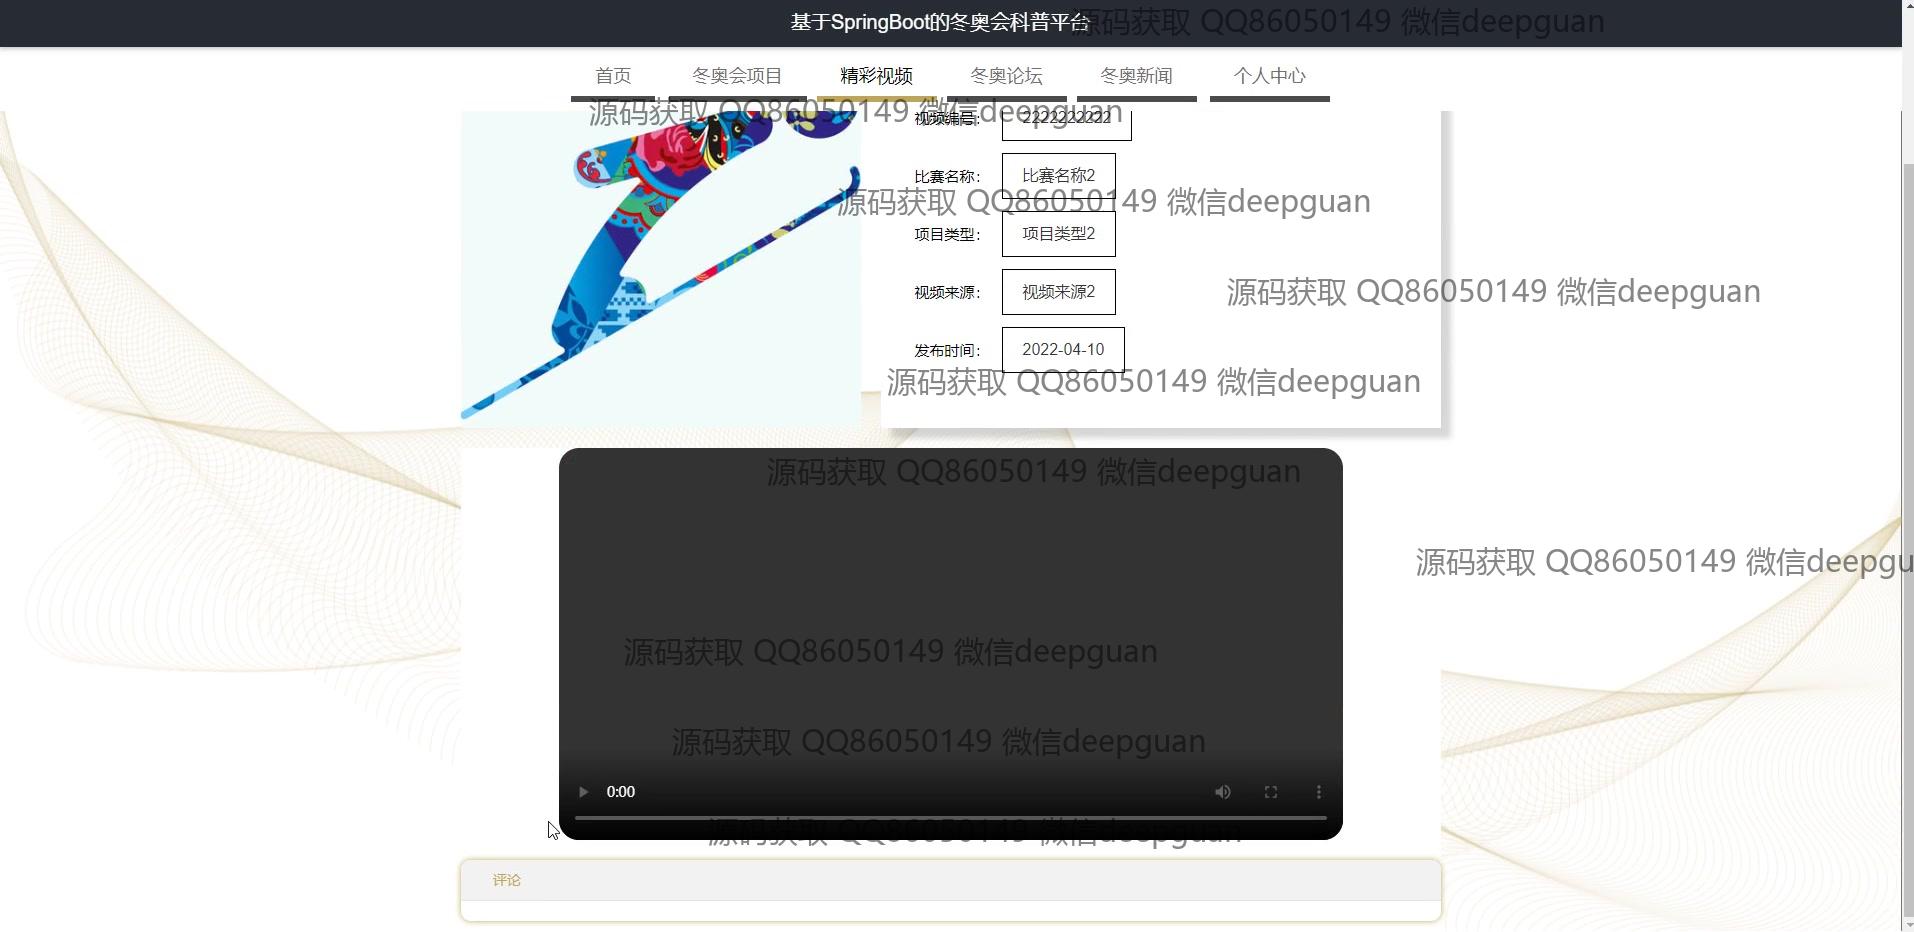 基于SpringBoot的冬奥会科普平台
源码获取 QQ86050149 微信deepguan
首页 冬奥会项目 精彩视频 冬奥论坛 冬奥新闻 个人中心
源码获取 QQ86050149 微信deepguan
视频编号： 2222222222
比赛名称： 比赛名称2
源码获取 QQ86050149 微信deepguan
项目类型： 项目类型2
视频来源： 视频来源2
源码获取 QQ86050149 微信deepguan
发布时间： 2022-04-10
源码获取 QQ86050149 微信deepguan
源码获取 QQ86050149 微信deepguan
源码获取 QQ86050149 微信deepgu
源码获取 QQ86050149 微信deepguan
源码获取 QQ86050149 微信deepguan
0:00
源码获取 QQ86050149 微信deepguan
评论